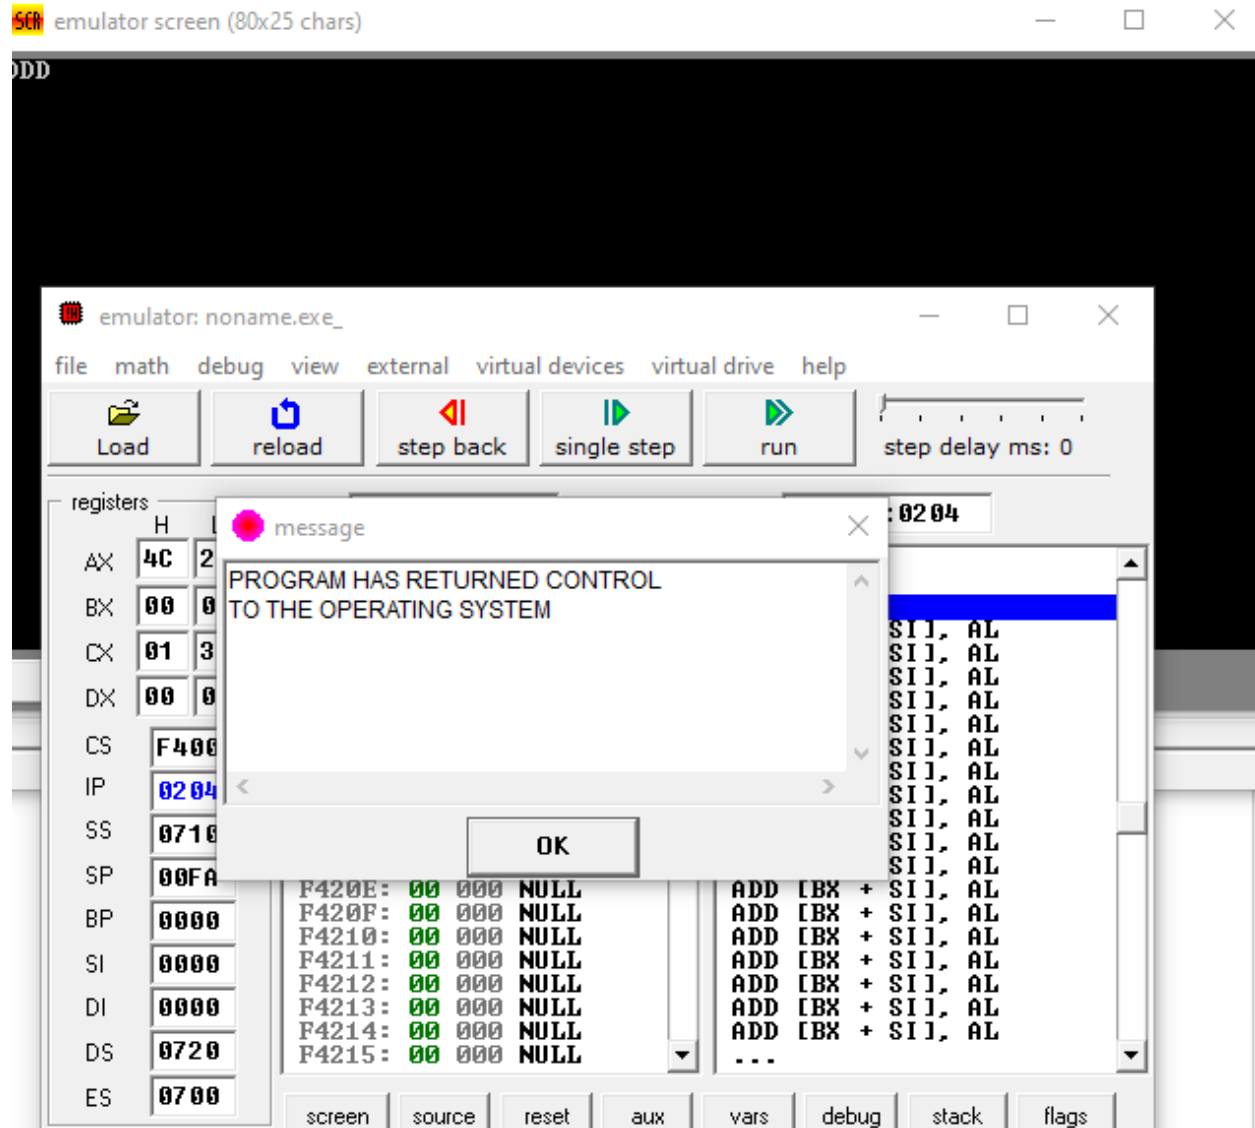 SCR emulator screen (80x25 chars)
ODD
emulator: noname.exe_
file math debug view external virtual devices virtual drive help
Load reload step back single step run step delay ms: 0
registers
H
:0204
message
PROGRAM HAS RETURNED CONTROL
TO THE OPERATING SYSTEM
OK
AX 4C 2
BX 00 0
CX 01 3
DX 00 0
CS F400
IP 0204
SS 0710
SP 00FA
BP 0000
SI 0000
DI 0000
DS 0720
ES 0700
SI], AL
SI], AL
SI], AL
SI], AL
SI], AL
SI], AL
SI], AL
SI], AL
SI], AL
SI], AL
SI], AL
F420E: 00 000 NULL ADD [BX + SI], AL
F420F: 00 000 NULL ADD [BX + SI], AL
F4210: 00 000 NULL ADD [BX + SI], AL
F4211: 00 000 NULL ADD [BX + SI], AL
F4212: 00 000 NULL ADD [BX + SI], AL
F4213: 00 000 NULL ADD [BX + SI], AL
F4214: 00 000 NULL ADD [BX + SI], AL
F4215: 00 000 NULL ...
screen source reset aux vars debug stack flags